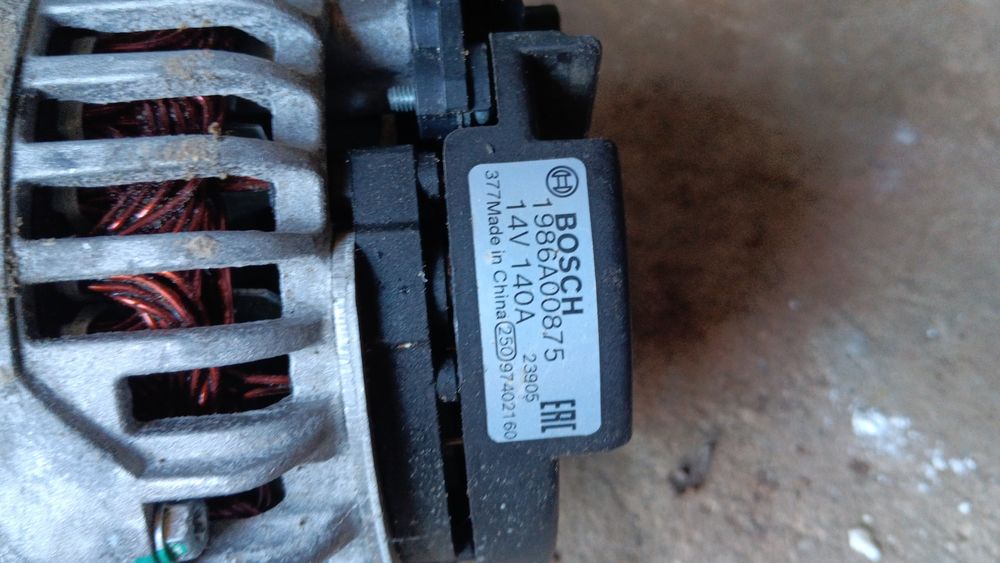 BOSCH
1986A00875
14V 140A 23905
377Made in China 250 97402160
EAC